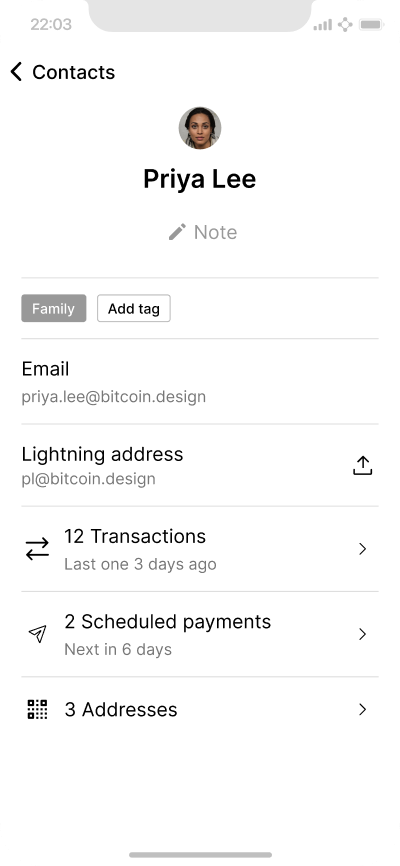 22:03
Contacts
Priya Lee
Note
Family Add tag
Email
priya.lee@bitcoin.design
Lightning address
pl@bitcoin.design
12 Transactions
Last one 3 days ago
2 Scheduled payments
Next in 6 days
3 Addresses